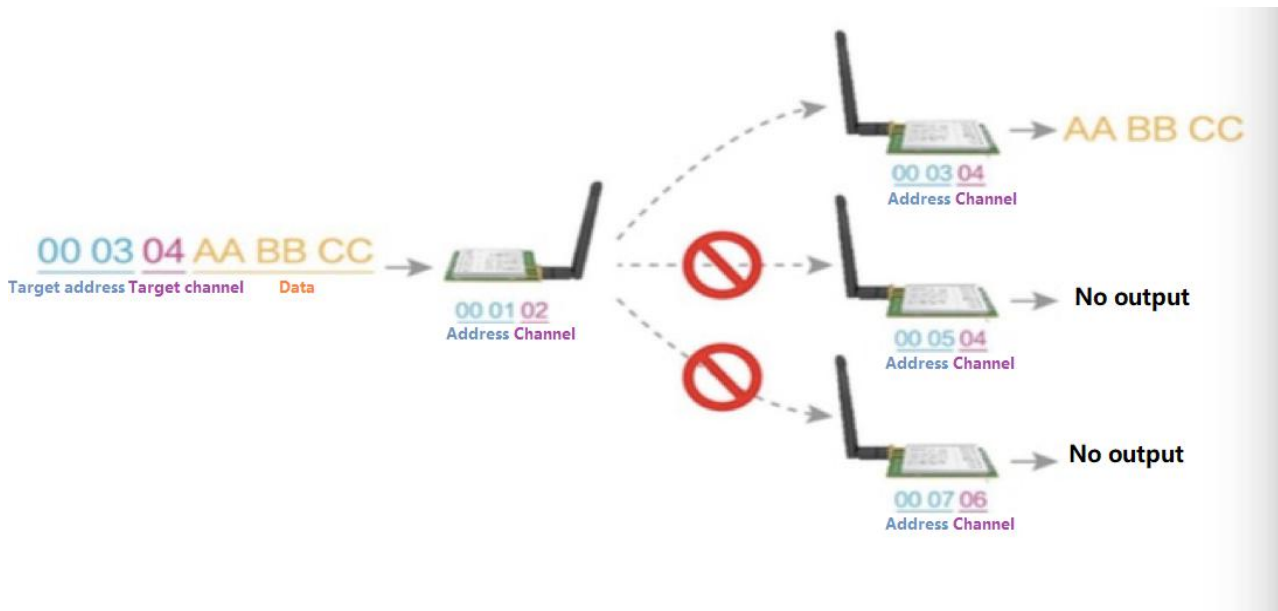 00 03 04 AA BB CC
Target address Target channel Data
00 01 02
Address Channel
AA BB CC
00 03 04
Address Channel
No output
00 05 04
Address Channel
No output
00 07 06
Address Channel